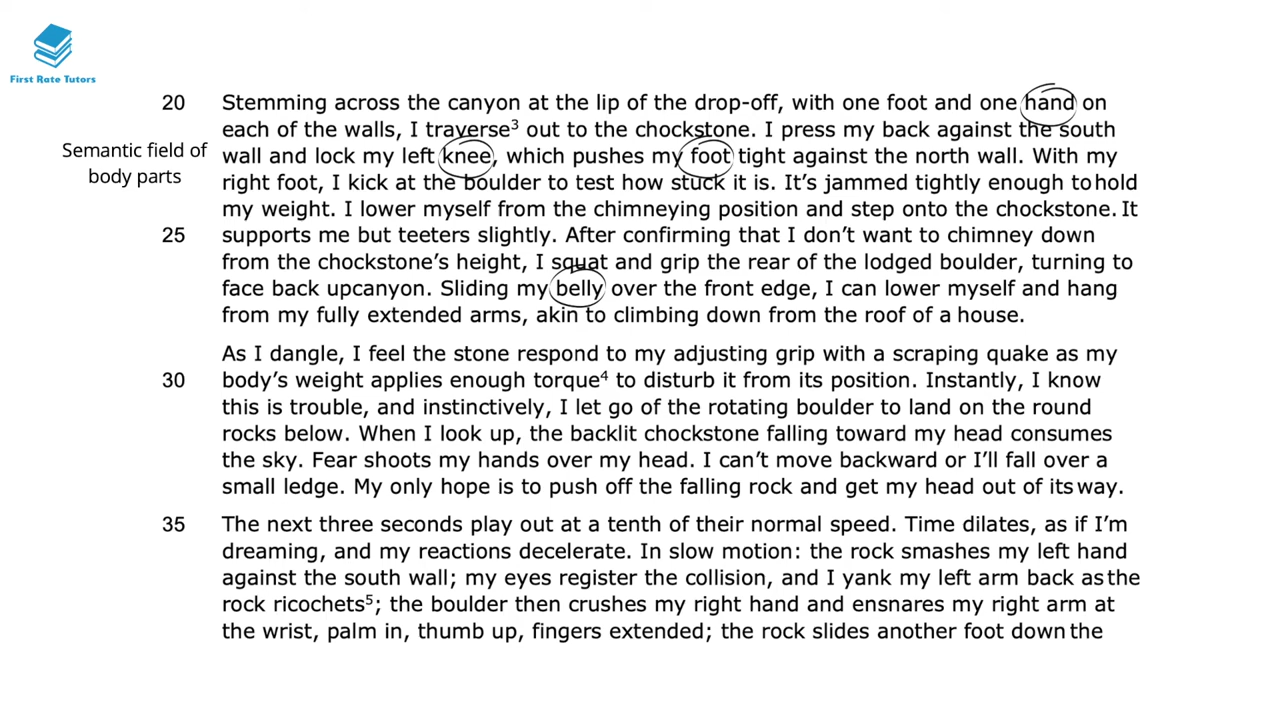 First Rate Tutors
20 Stemming across the canyon at the lip of the drop-off, with one foot and one hand on
each of the walls, I traverse³ out to the chockstone. I press my back against the south
Semantic field of
body parts
wall and lock my left knee, which pushes my foot tight against the north wall. With my
right foot, I kick at the boulder to test how stuck it is. It's jammed tightly enough to hold
my weight. I lower myself from the chimneying position and step onto the chockstone. It
25 supports me but teeters slightly. After confirming that I don't want to chimney down
from the chockstone's height, I squat and grip the rear of the lodged boulder, turning to
face back upcanyon. Sliding my belly over the front edge, I can lower myself and hang
from my fully extended arms, akin to climbing down from the roof of a house.
As I dangle, I feel the stone respond to my adjusting grip with a scraping quake as my
30 body's weight applies enough torque⁴ to disturb it from its position. Instantly, I know
this is trouble, and instinctively, I let go of the rotating boulder to land on the round
rocks below. When I look up, the backlit chockstone falling toward my head consumes
the sky. Fear shoots my hands over my head. I can't move backward or I'll fall over a
small ledge. My only hope is to push off the falling rock and get my head out of its way.
35 The next three seconds play out at a tenth of their normal speed. Time dilates, as if I'm
dreaming, and my reactions decelerate. In slow motion: the rock smashes my left hand
against the south wall; my eyes register the collision, and I yank my left arm back as the
rock ricochets⁵; the boulder then crushes my right hand and ensnares my right arm at
the wrist, palm in, thumb up, fingers extended; the rock slides another foot down the